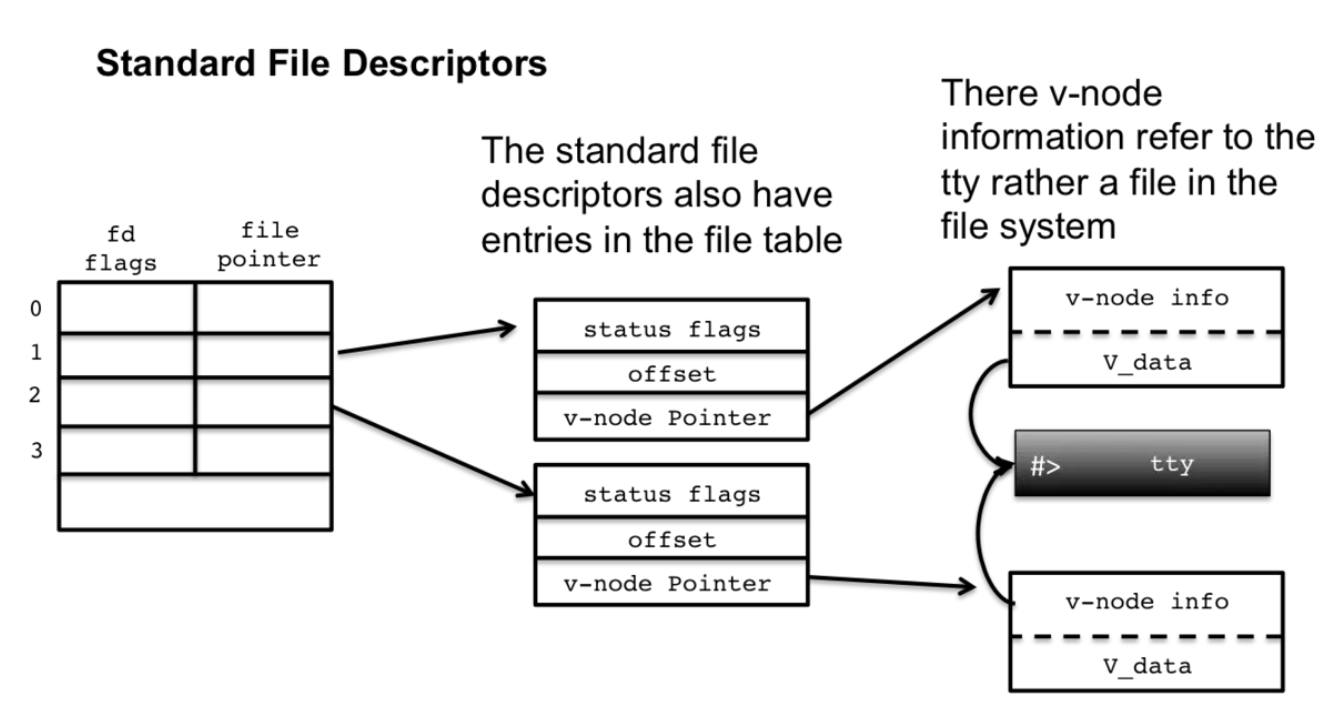 Standard File Descriptors
There v-node
information refer to the
tty rather a file in the
file system
The standard file
descriptors also have
entries in the file table
fd
flags
file
pointer
0
1
2
3
status flags
offset
v-node Pointer
status flags
offset
v-node Pointer
v-node info
V_data
#> tty
v-node info
V_data